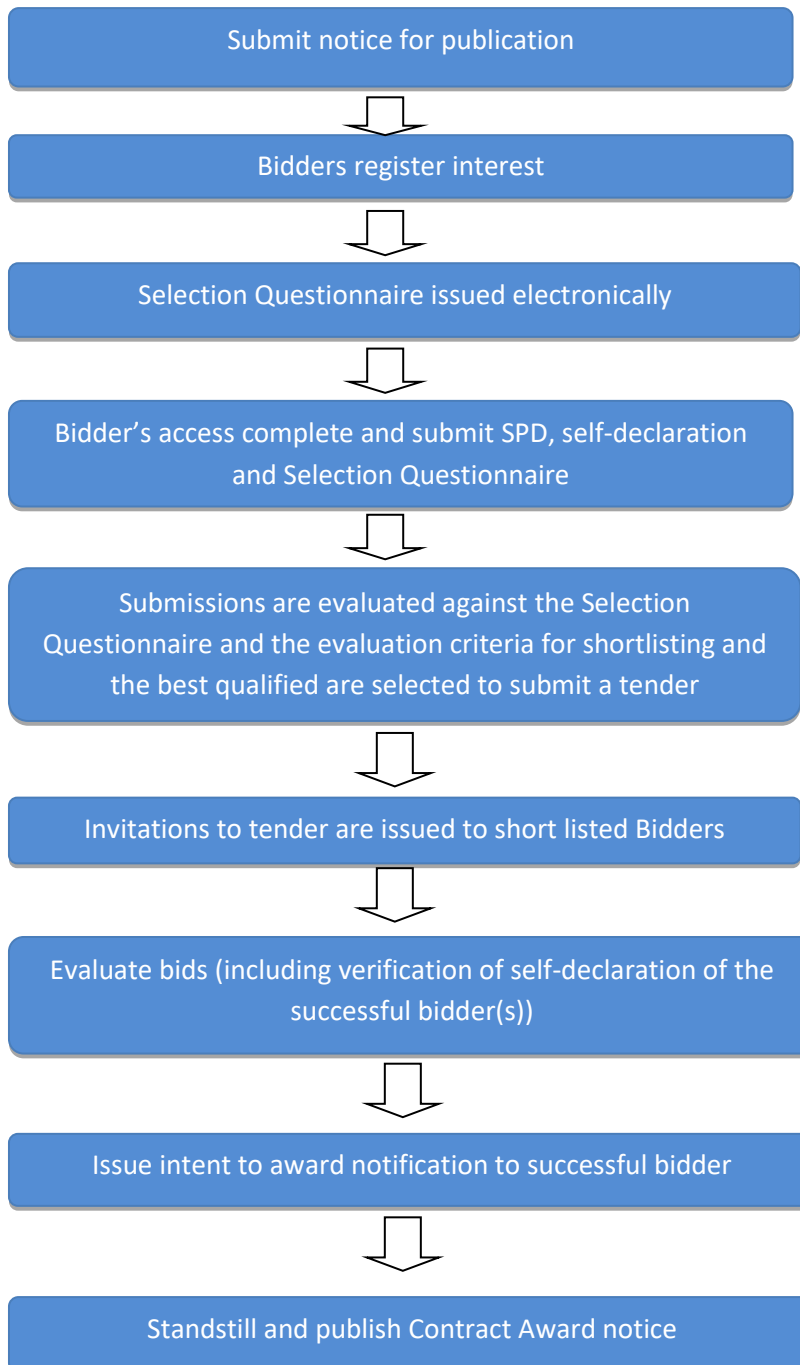 Submit notice for publication
Bidders register interest
Selection Questionnaire issued electronically
Bidder’s access complete and submit SPD, self-declaration
and Selection Questionnaire
Submissions are evaluated against the Selection
Questionnaire and the evaluation criteria for shortlisting and
the best qualified are selected to submit a tender
Invitations to tender are issued to short listed Bidders
Evaluate bids (including verification of self-declaration of the
successful bidder(s))
Issue intent to award notification to successful bidder
Standstill and publish Contract Award notice